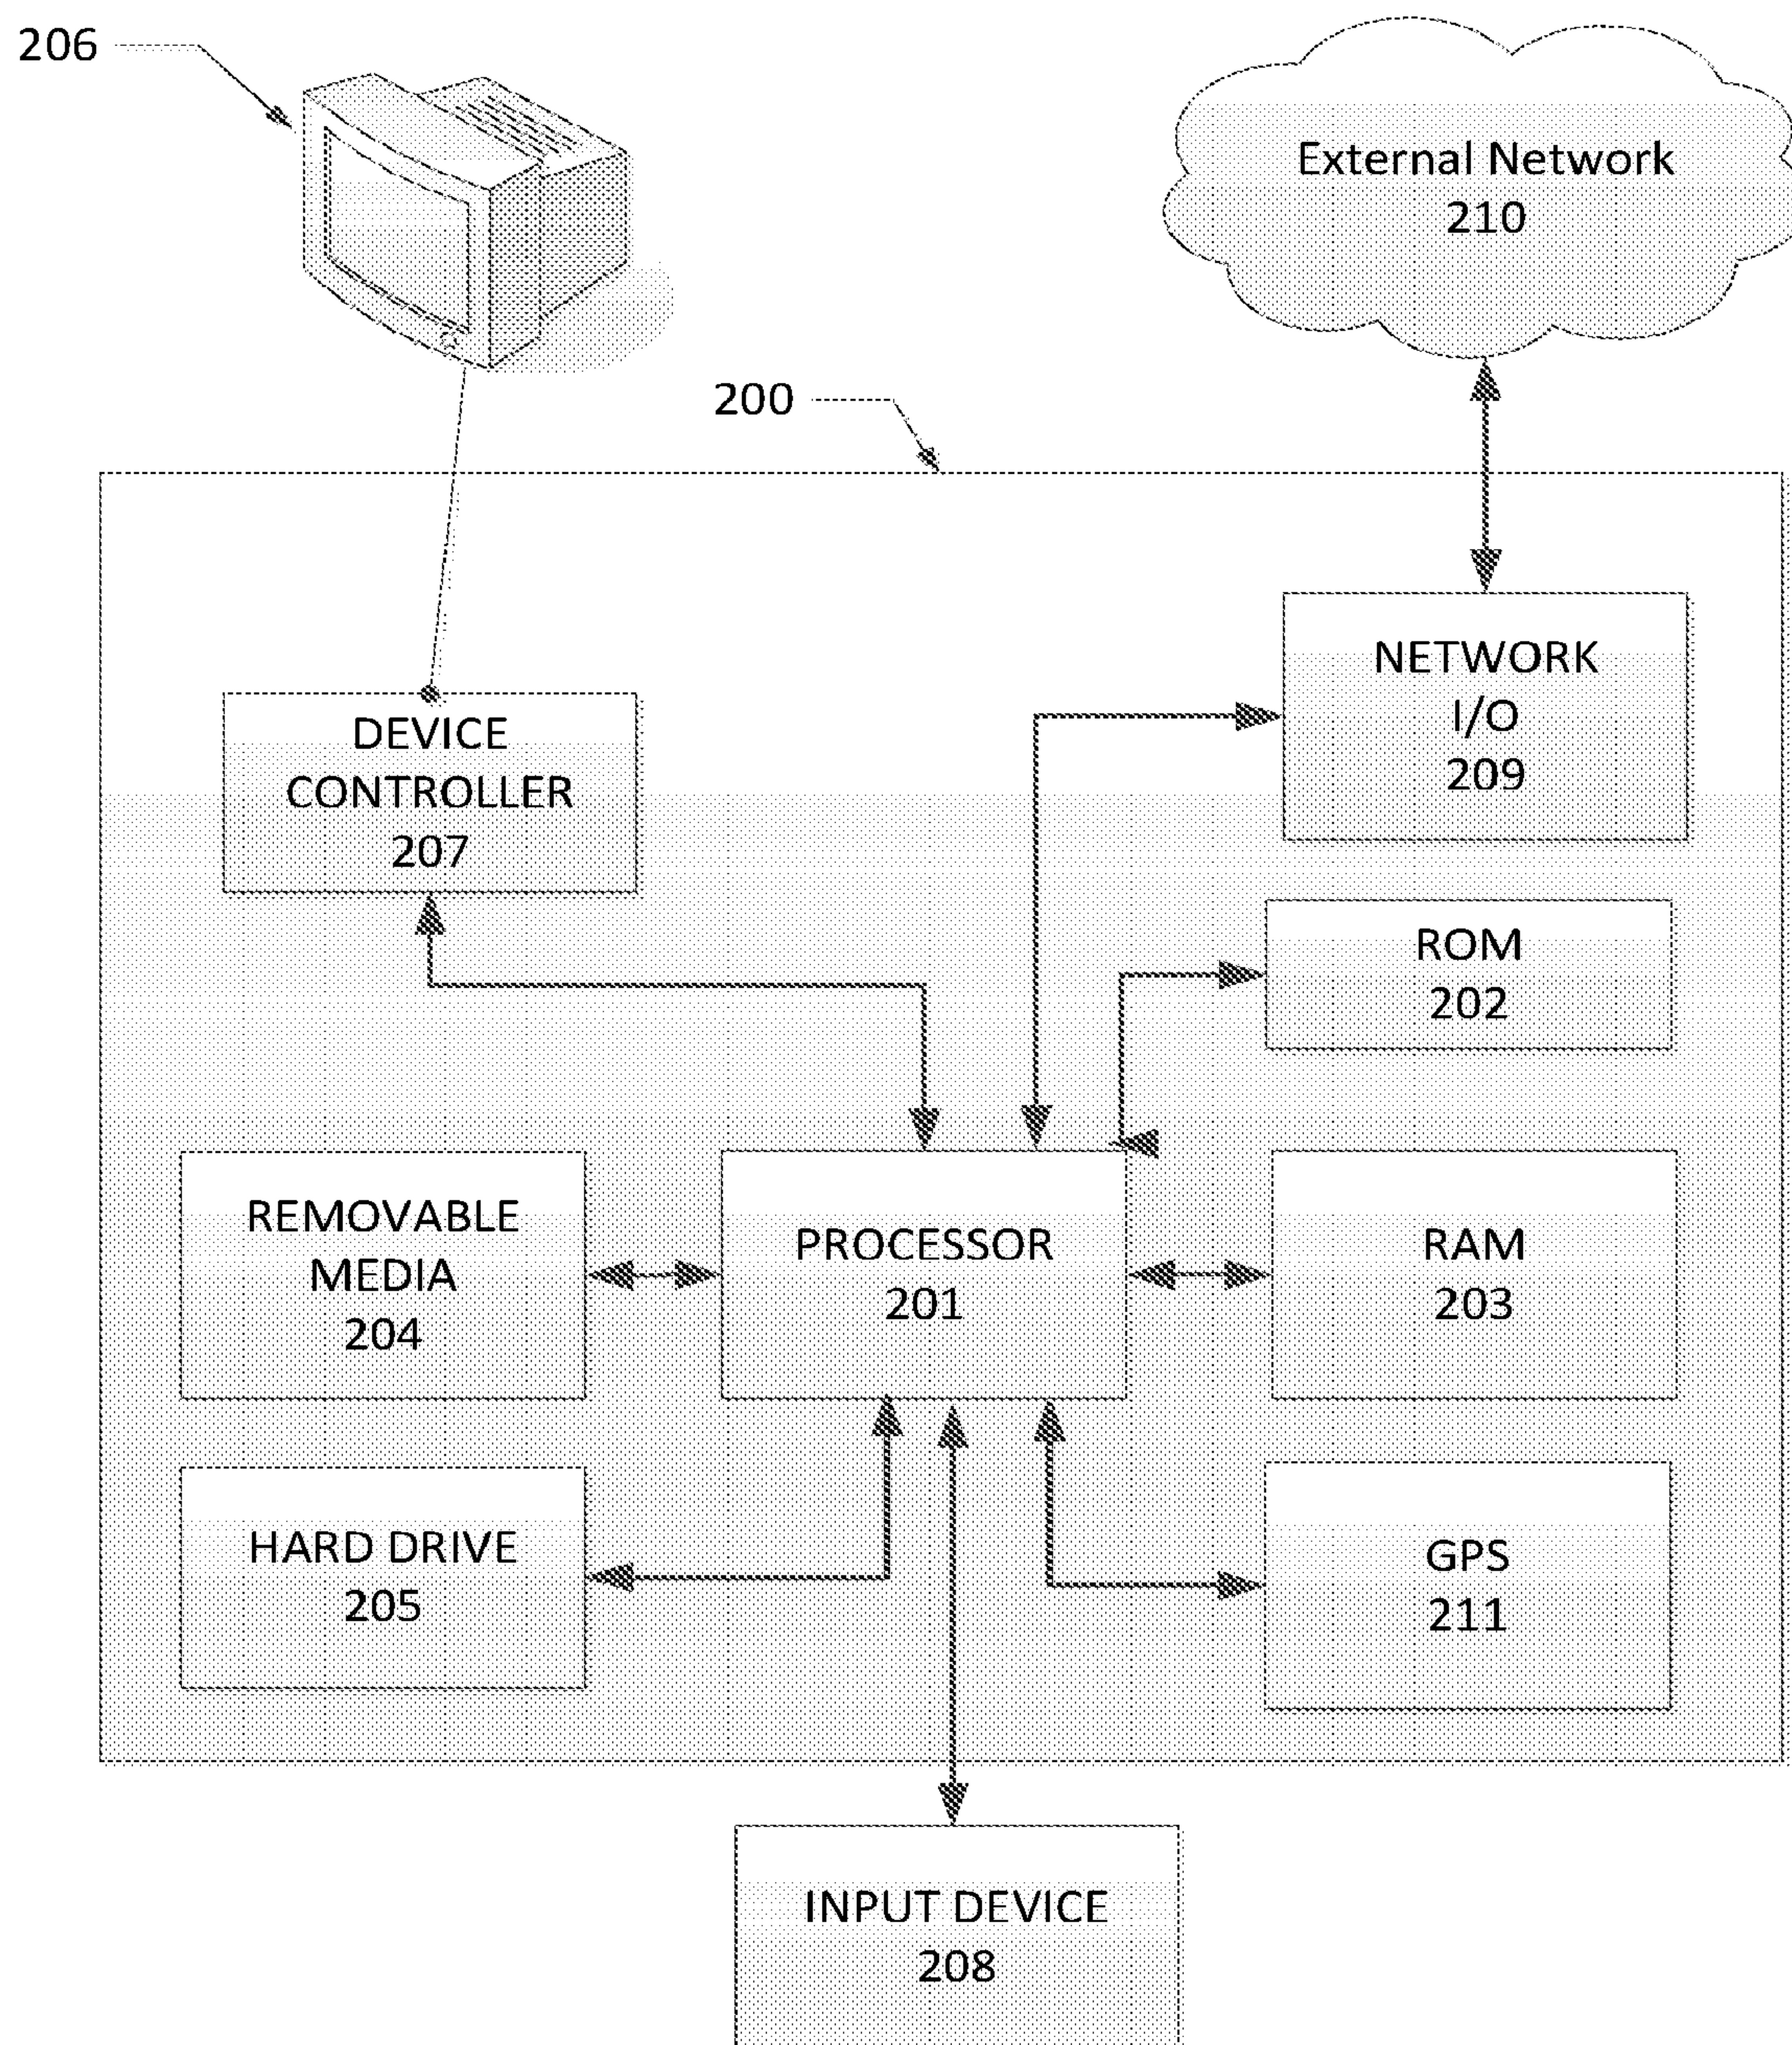 206
External Network
210
200
NETWORK
I/O
209
DEVICE
CONTROLLER
207
ROM
202
REMOVABLE
MEDIA
204
PROCESSOR
201
RAM
203
HARD DRIVE
205
GPS
211
INPUT DEVICE
208